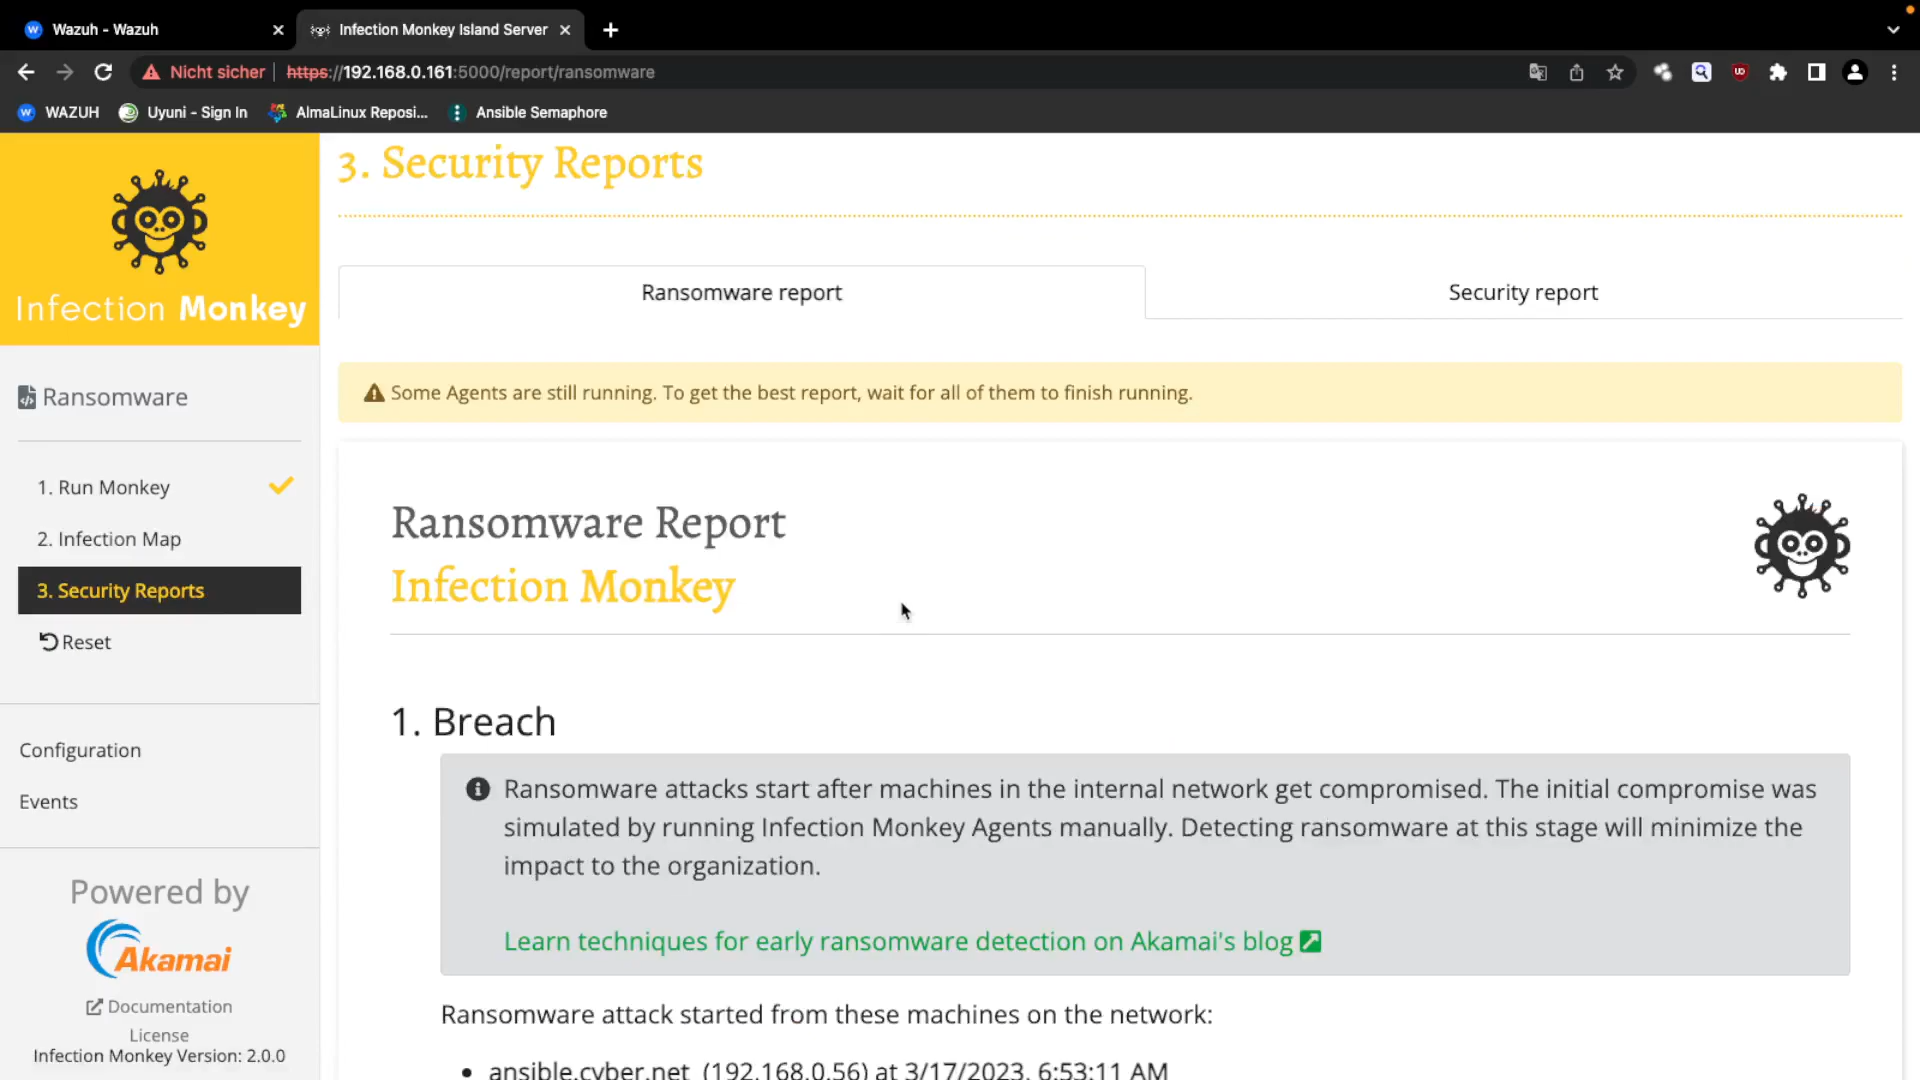 Wazuh - Wazuh
Infection Monkey Island Server
Nicht sicher
https://192.168.0.161:5000/report/ransomware
WAZUH
Uyuni - Sign In
AlmaLinux Reposi...
Ansible Semaphore
Infection Monkey
Ransomware
1. Run Monkey
2. Infection Map
3. Security Reports
Reset
Configuration
Events
Powered by
Akamai
Documentation
License
Infection Monkey Version: 2.0.0
3. Security Reports
Ransomware report
Security report
Some Agents are still running. To get the best report, wait for all of them to finish running.
Ransomware Report
Infection Monkey
1. Breach
Ransomware attacks start after machines in the internal network get compromised. The initial compromise was
simulated by running Infection Monkey Agents manually. Detecting ransomware at this stage will minimize the
impact to the organization.
Learn techniques for early ransomware detection on Akamai's blog
Ransomware attack started from these machines on the network:
• ansible.cyber.net (192.168.0.56) at 3/17/2023, 6:53:11 AM